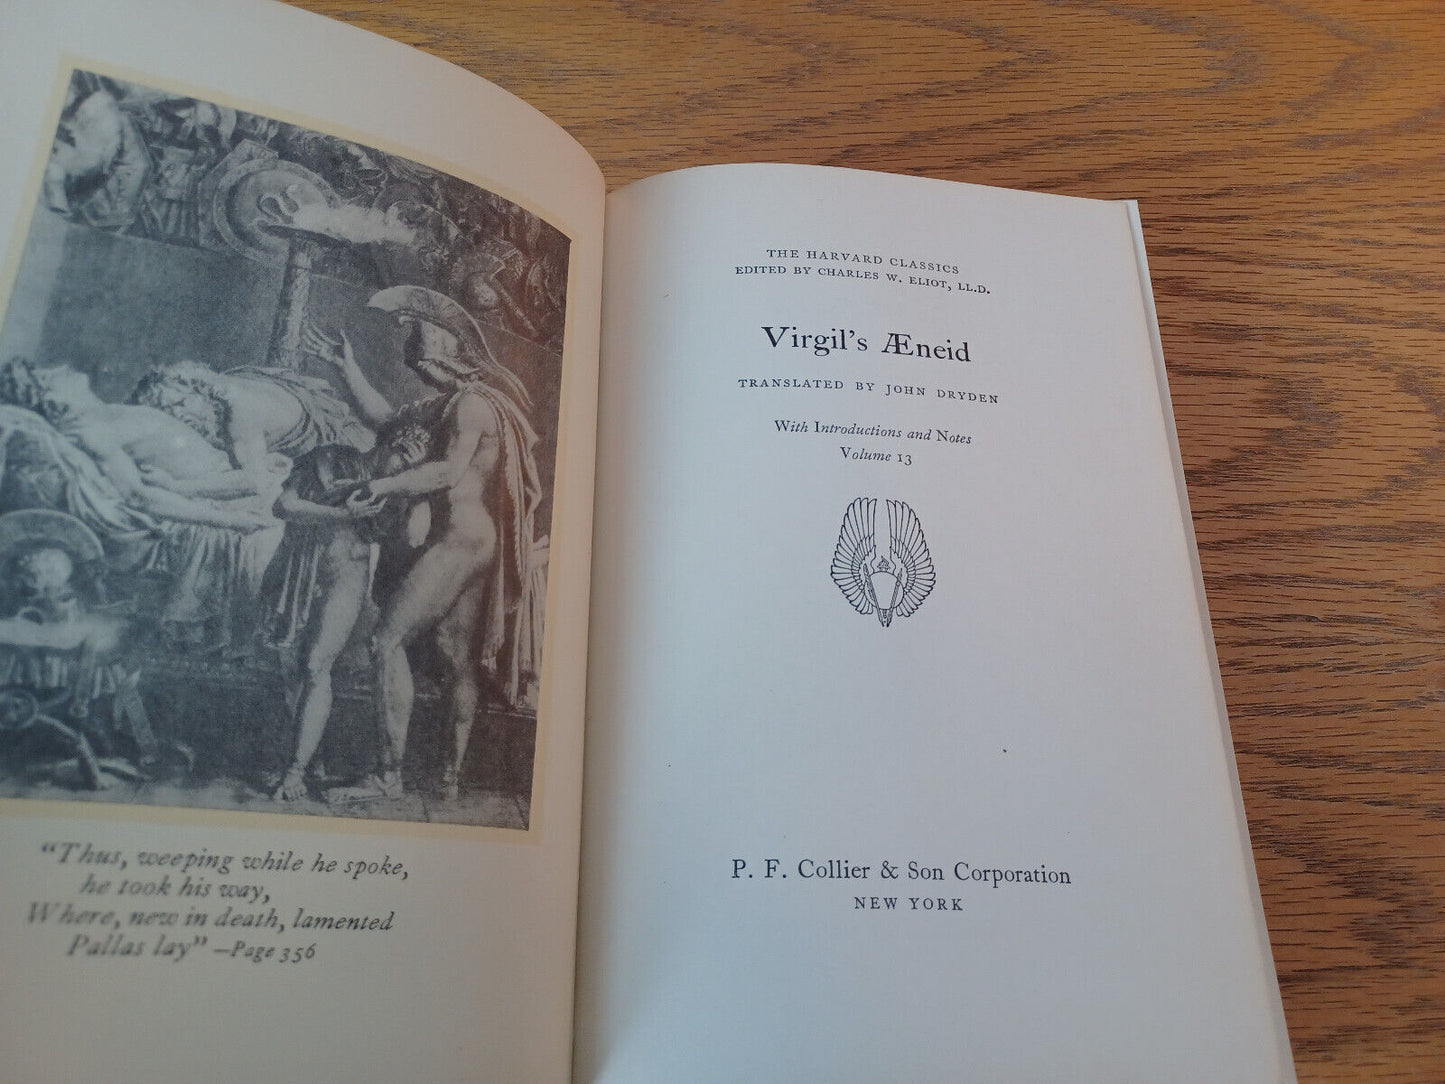 "Thus, weeping while he spoke,
he took his way,
Where, new in death, lamented
Pallas lay" —Page 356
THE HARVARD CLASSICS
EDITED BY CHARLES W. ELIOT, LL.D.
Virgil's Æneid
TRANSLATED BY JOHN DRYDEN
With Introductions and Notes
Volume 13
P. F. Collier & Son Corporation
NEW YORK